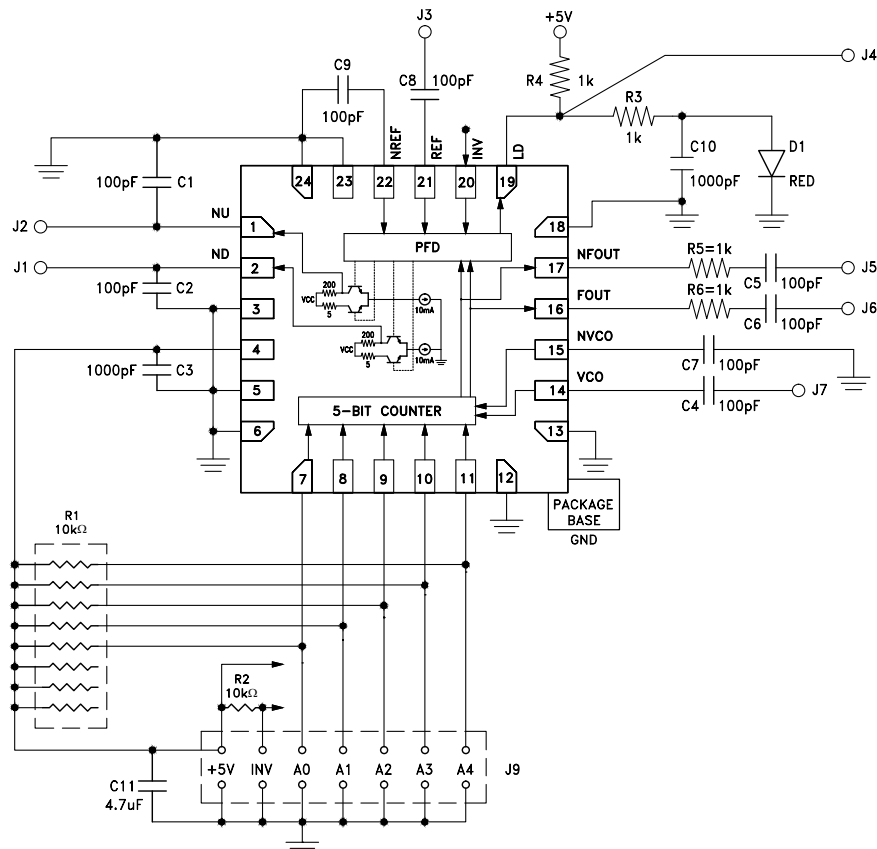 J3
+5V
J4
C9
100pF
C8
100pF
R4
1k
R3
1k
NREF
REF
INV
LD
C10
1000pF
D1
RED
100pF
C1
24
23
22
21
20
19
18
J2
NU
1
PFD
NFOUT
17
R5=1k
C5
100pF
J5
J1
ND
2
100pF
C2
200
VCC
5
10mA
FOUT
16
R6=1k
C6
100pF
J6
3
200
VCC
5
10mA
NVCO
15
C7
100pF
4
1000pF
C3
5
VCO
14
C4
100pF
J7
5-BIT COUNTER
6
13
7
8
9
10
11
12
PACKAGE
BASE
GND
R1
10kΩ
R2
10kΩ
+5V
INV
A0
A1
A2
A3
A4
J9
C11
4.7uF